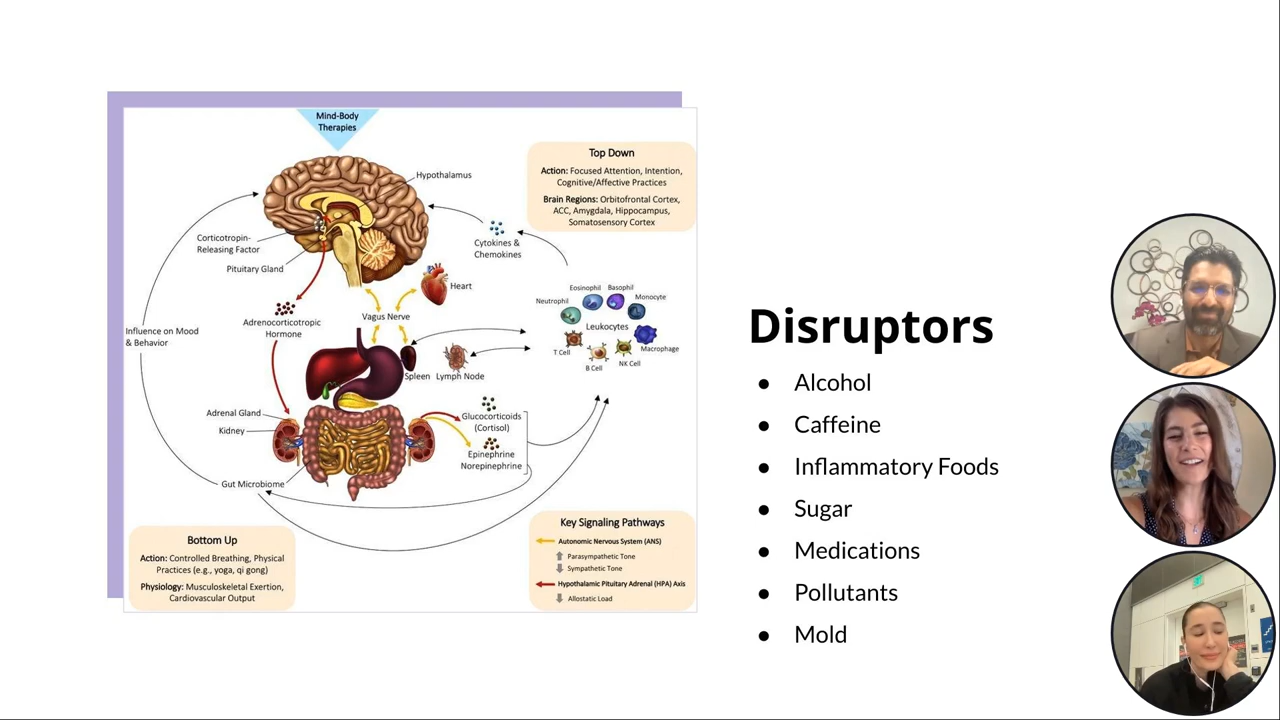 Mind-Body
Therapies
Hypothalamus
Top Down
Action: Focused Attention, Intention,
Cognitive/Affective Practices
Brain Regions: Orbitofrontal Cortex,
ACC, Amygdala, Hippocampus,
Somatosensory Cortex
Corticotropin-
Releasing Factor
Pituitary Gland
Cytokines &
Chemokines
Heart
Adrenocorticotropic
Hormone
Vagus Nerve
Influence on Mood
& Behavior
Neutrophil
Eosinophil
Basophil
Monocyte
Leukocytes
Macrophage
T Cell
B Cell
NK Cell
Spleen
Lymph Node
Adrenal Gland
Kidney
Glucocorticoids
(Cortisol)
Epinephrine
Norepinephrine
Gut Microbiome
Bottom Up
Action: Controlled Breathing, Physical
Practices (e.g., yoga, qi gong)
Physiology: Musculoskeletal Exertion,
Cardiovascular Output
Key Signaling Pathways
Autonomic Nervous System (ANS)
Parasympathetic Tone
Sympathetic Tone
Hypothalamic Pituitary Adrenal (HPA) Axis
Allostatic Load
Disruptors
● Alcohol
● Caffeine
● Inflammatory Foods
● Sugar
● Medications
● Pollutants
● Mold